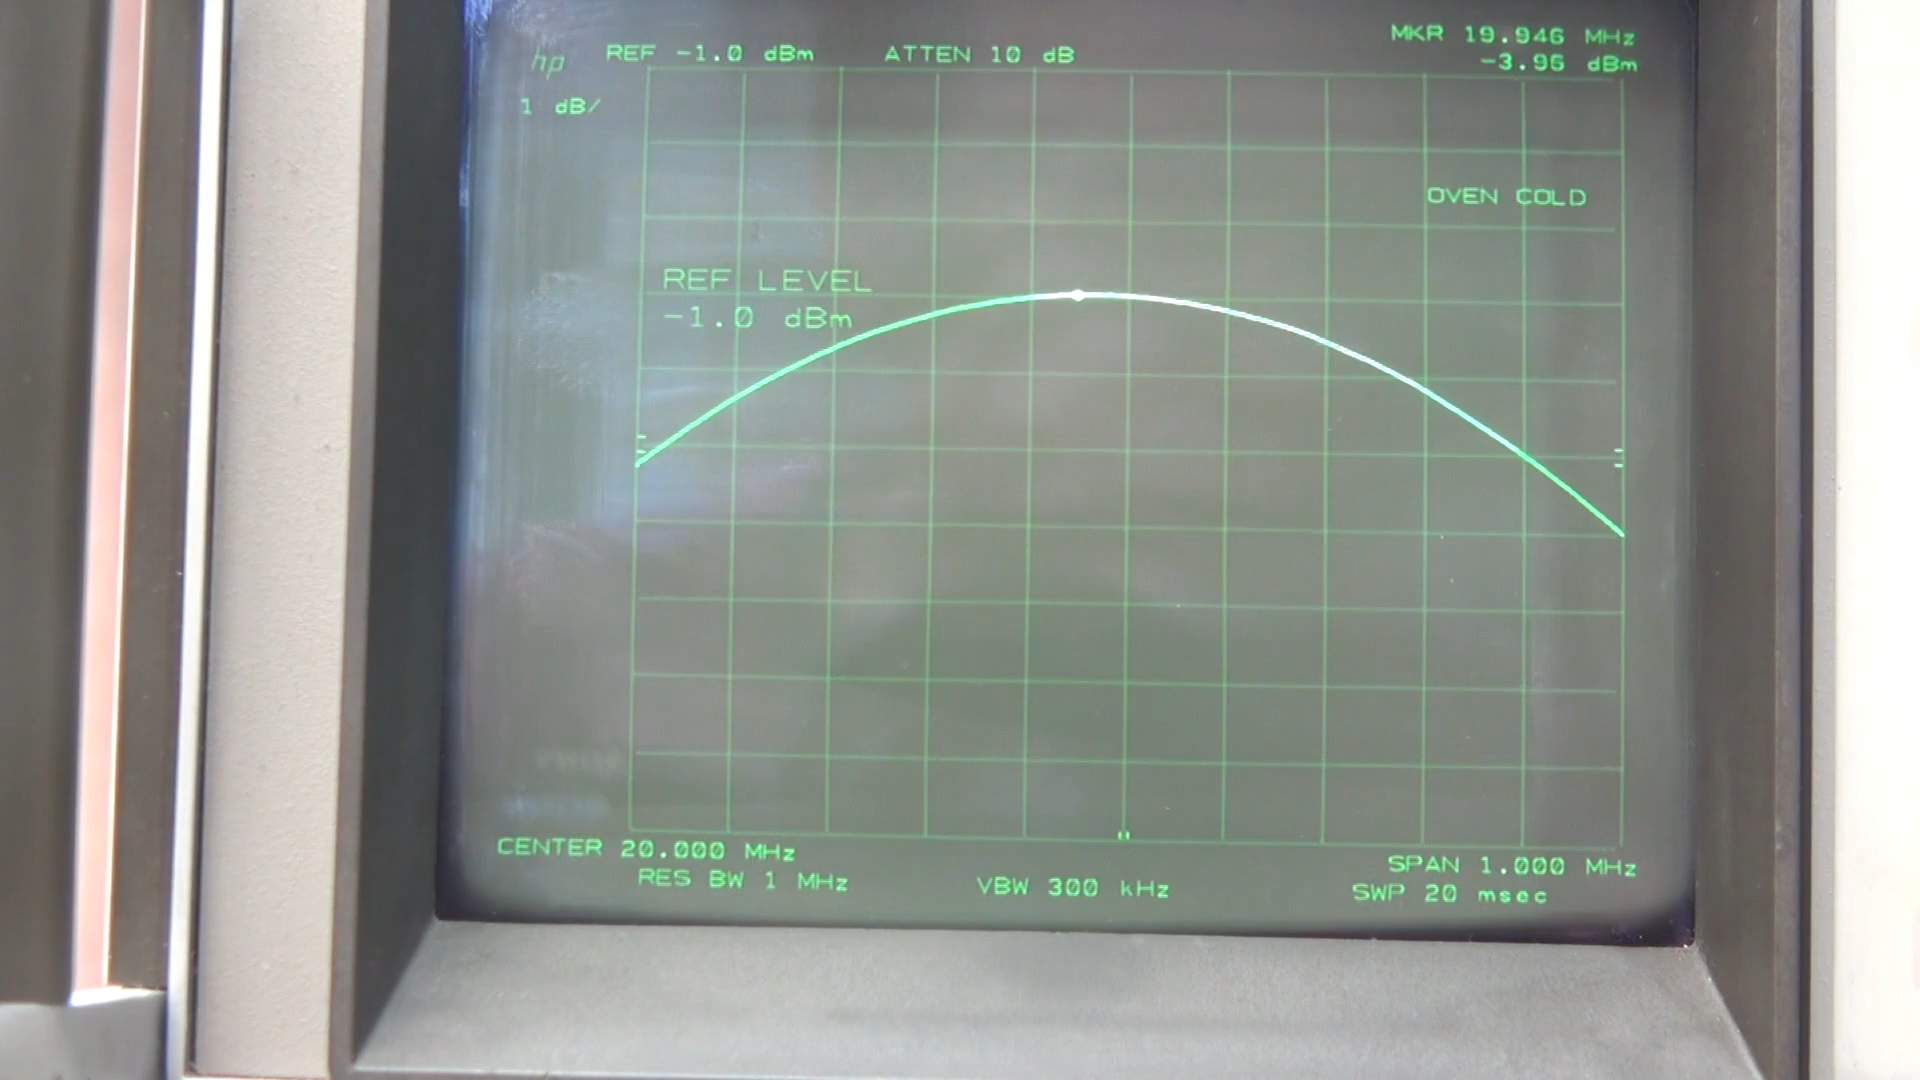 hp REF -1.0 dBm ATTEN 10 dB
MKR 19.946 MHz
-3.96 dBm
1 dB/
OVEN COLD
REF LEVEL
-1.0 dBm
CENTER 20.000 MHz
SPAN 1.000 MHz
RES BW 1 MHz
VBW 300 kHz
SWP 20 msec